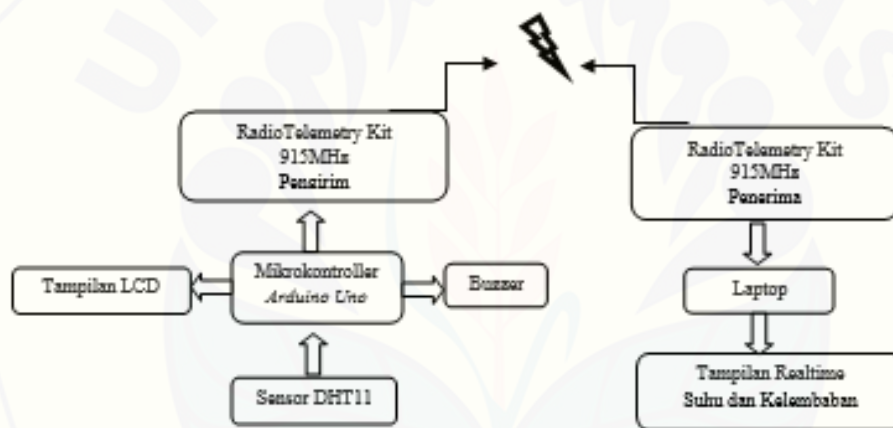 RadioTelemetry Kit
915MHz
Pengirim
RadioTelemetry Kit
915MHz
Penerima
Tampilan LCD
Mikrokontroller
Arduino Uno
Buzzer
Laptop
Sensor DHT11
Tampilan Realtime
Suhu dan Kelembaban